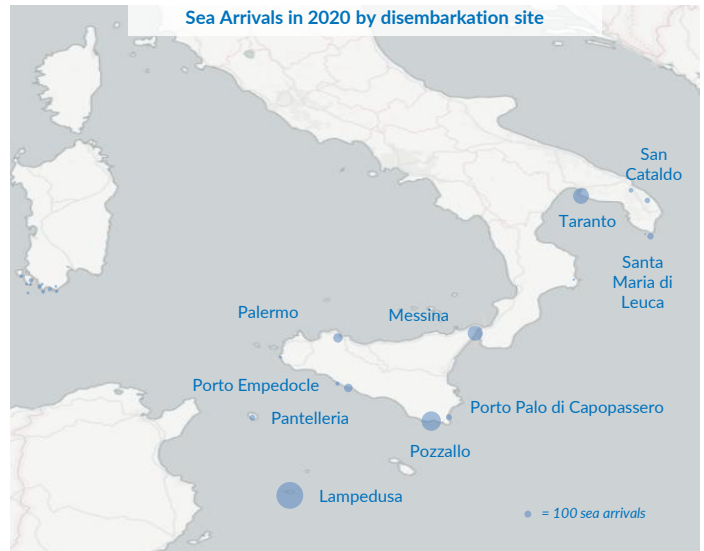 Sea Arrivals in 2020 by disembarkation site
San
Cataldo
Taranto
Santa
Maria di
Leuca
Palermo
Messina
Porto Empedocle
Porto Palo di Capopassero
Pantelleria
Pozzallo
Lampedusa
= 100 sea arrivals